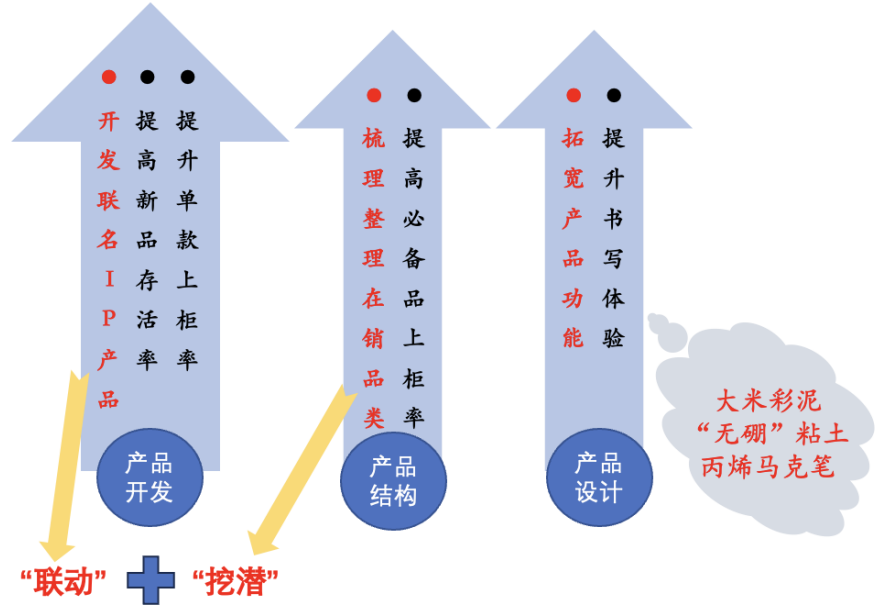 开发联名IP产品
提高新品存活率
提升单款上柜率
产品
开发
梳理整理在销品类
提高必备品上柜率
产品
结构
拓宽产品功能
提升书写体验
产品
设计
大米彩泥
“无硼”粘土
丙烯马克笔
“联动”
“挖潜”